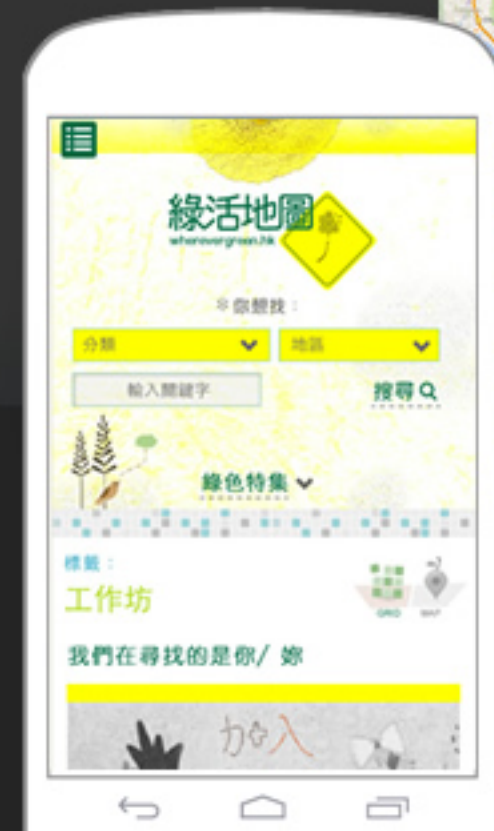 綠活地圖
wherevergreen.hk
※你想找：
分類 地區
輸入關鍵字 搜尋
綠色特集
標籤：
工作坊
GRID MAP
我們在尋找的是你/ 妳
加入